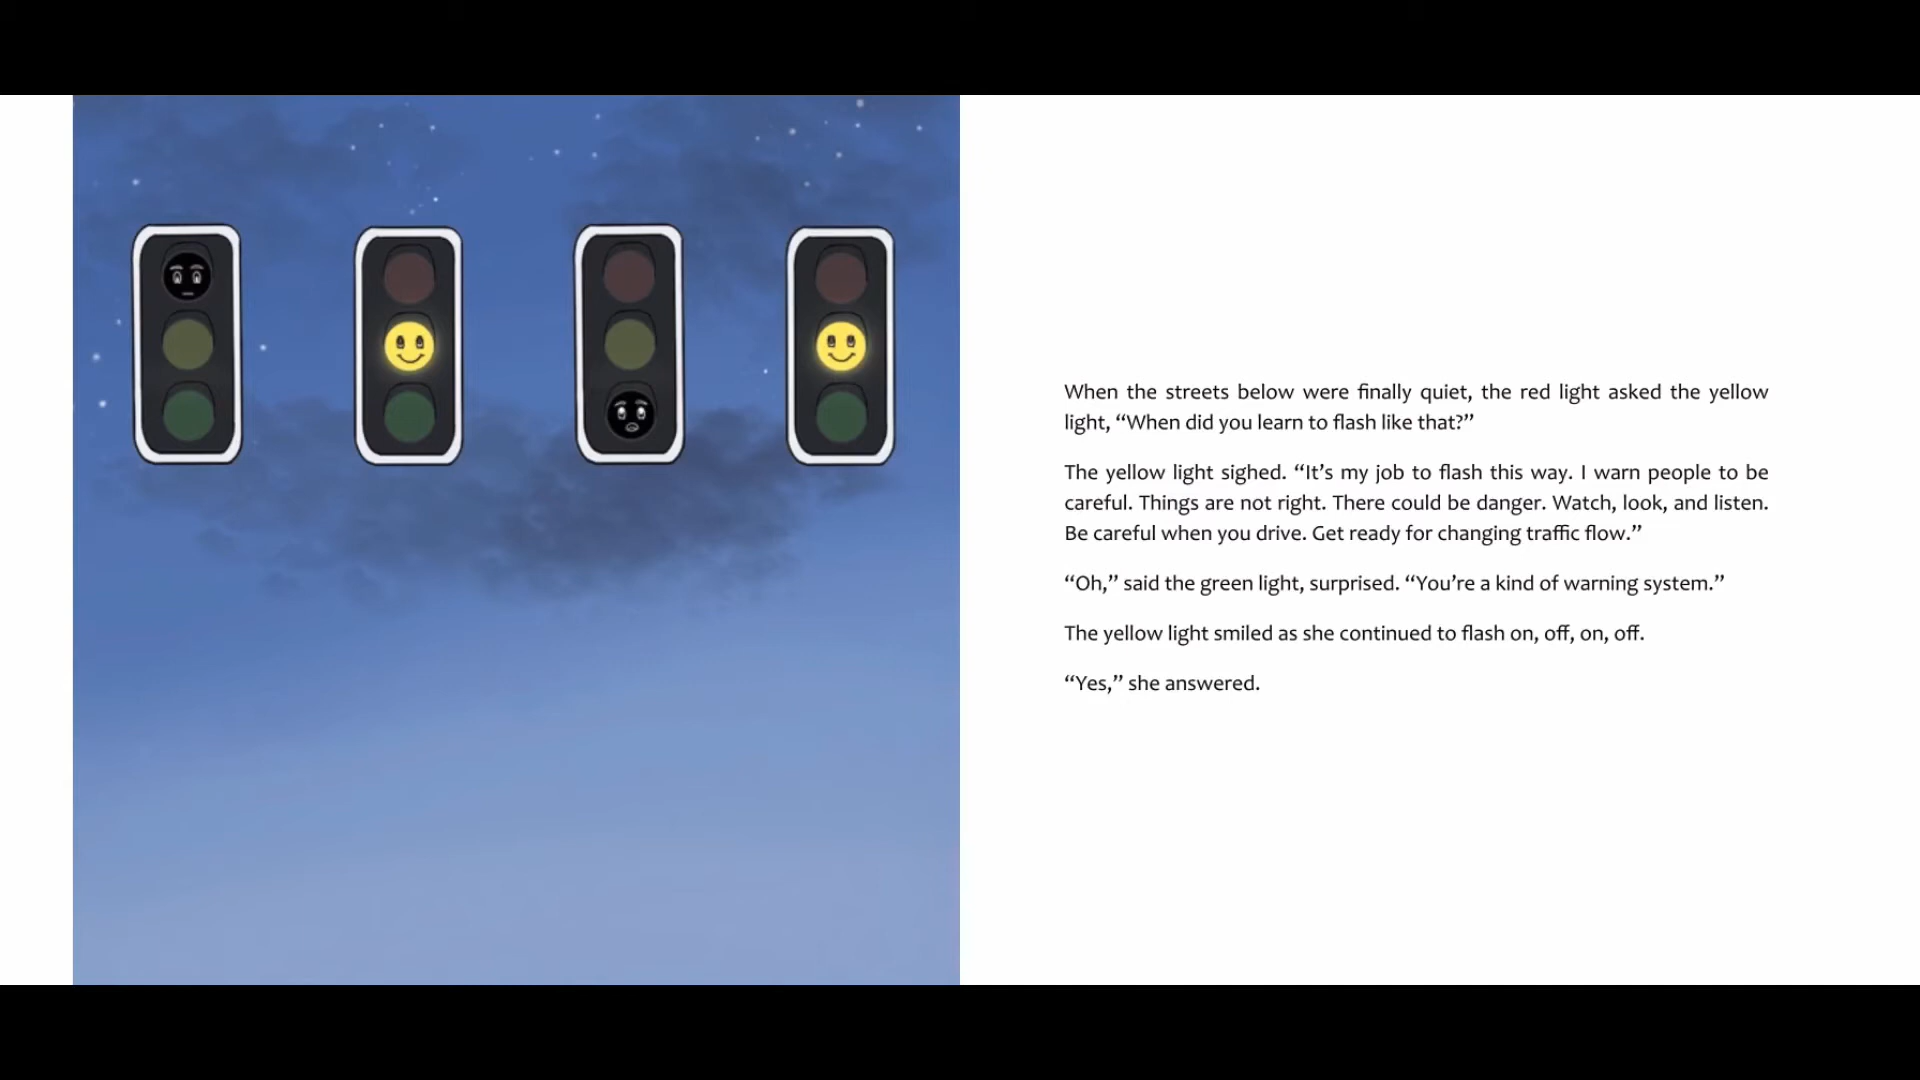 When the streets below were finally quiet, the red light asked the yellow
light, “When did you learn to flash like that?”
The yellow light sighed. “It’s my job to flash this way. I warn people to be
careful. Things are not right. There could be danger. Watch, look, and listen.
Be careful when you drive. Get ready for changing traffic flow.”
“Oh,” said the green light, surprised. “You’re a kind of warning system.”
The yellow light smiled as she continued to flash on, off, on, off.
“Yes,” she answered.